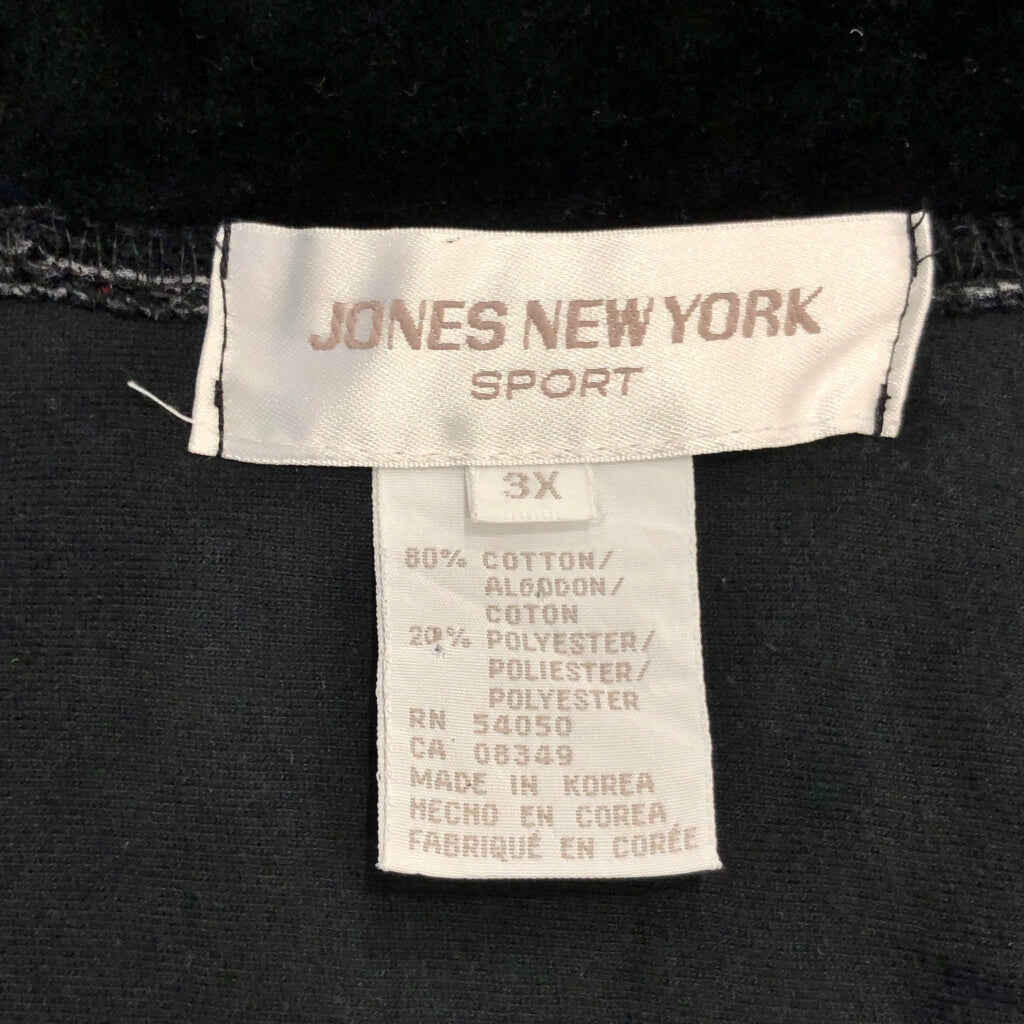 JONES NEW YORK
SPORT
3X
80% COTTON/
ALGODON/
COTON
20% POLYESTER/
POLIESTER/
POLYESTER
RN 54050
CA 08349
MADE IN KOREA
HECHO EN COREA
FABRIQUÉ EN CORÉE